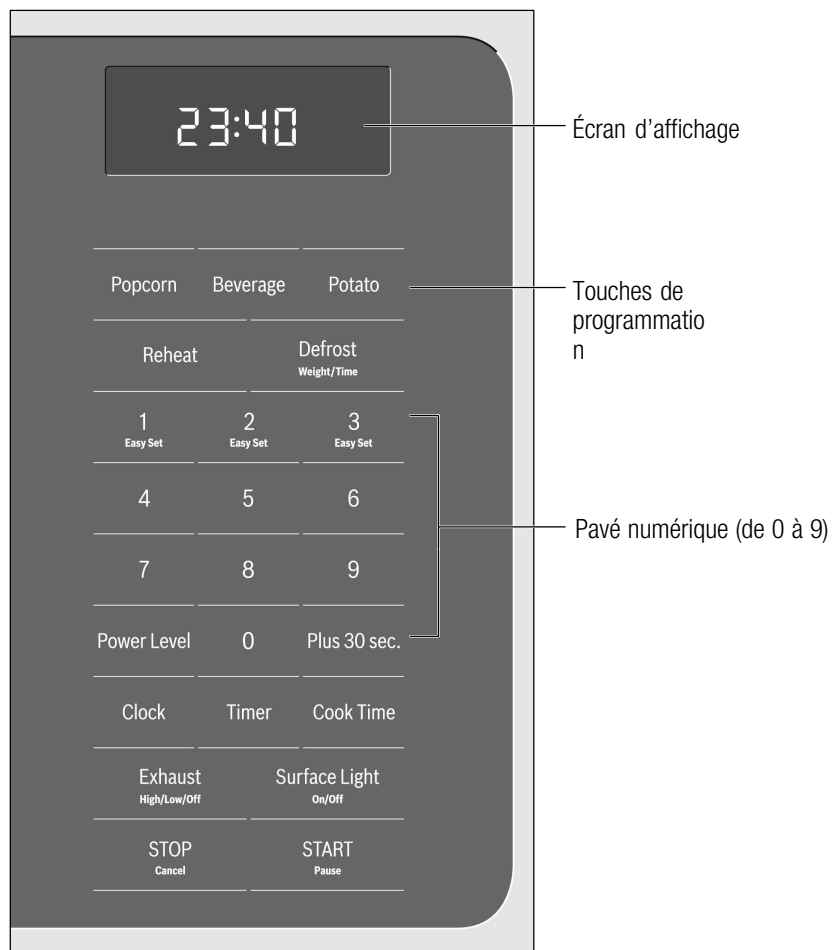 23:40
Écran d'affichage
Popcorn Beverage Potato
Touches de
programmatio
n
Reheat Defrost
Weight/Time
1 2 3
Easy Set Easy Set Easy Set
4 5 6
Pavé numérique (de 0 à 9)
7 8 9
Power Level 0 Plus 30 sec.
Clock Timer Cook Time
Exhaust Surface Light
High/Low/Off On/Off
STOP START
Cancel Pause